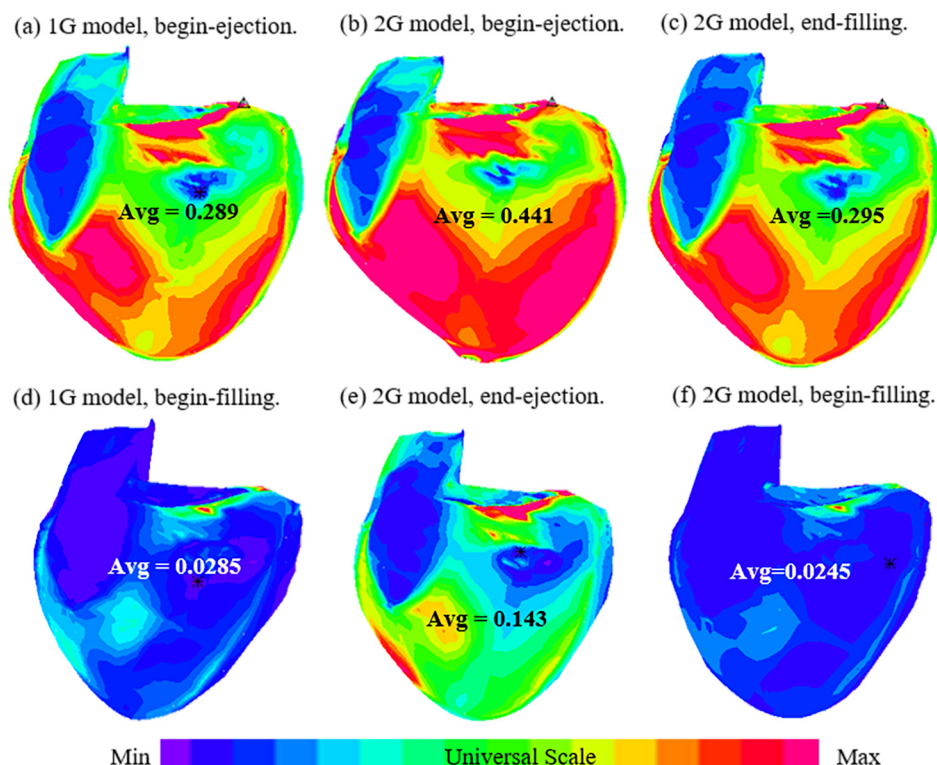 (a) 1G model, begin-ejection.
(b) 2G model, begin-ejection.
(c) 2G model, end-filling.
Avg = 0.289
Avg = 0.441
Avg =0.295
(d) 1G model, begin-filling.
(e) 2G model, end-ejection.
(f) 2G model, begin-filling.
Avg = 0.0285
Avg = 0.143
Avg=0.0245
Min
Universal Scale
Max